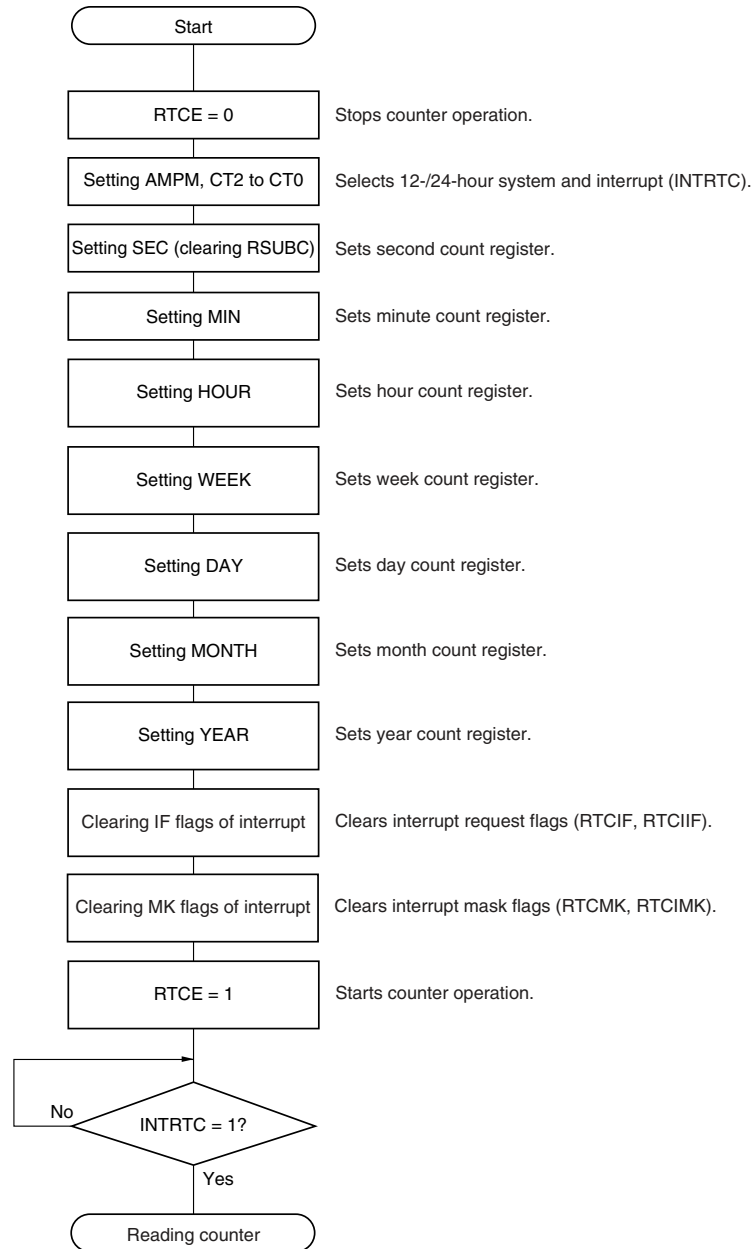 Start
RTCE = 0
Stops counter operation.
Setting AMPM, CT2 to CT0
Selects 12-/24-hour system and interrupt (INTRTC).
Setting SEC (clearing RSUBC)
Sets second count register.
Setting MIN
Sets minute count register.
Setting HOUR
Sets hour count register.
Setting WEEK
Sets week count register.
Setting DAY
Sets day count register.
Setting MONTH
Sets month count register.
Setting YEAR
Sets year count register.
Clearing IF flags of interrupt
Clears interrupt request flags (RTCIF, RTCIIF).
Clearing MK flags of interrupt
Clears interrupt mask flags (RTCMK, RTCIMK).
RTCE = 1
Starts counter operation.
No
INTRTC = 1?
Yes
Reading counter